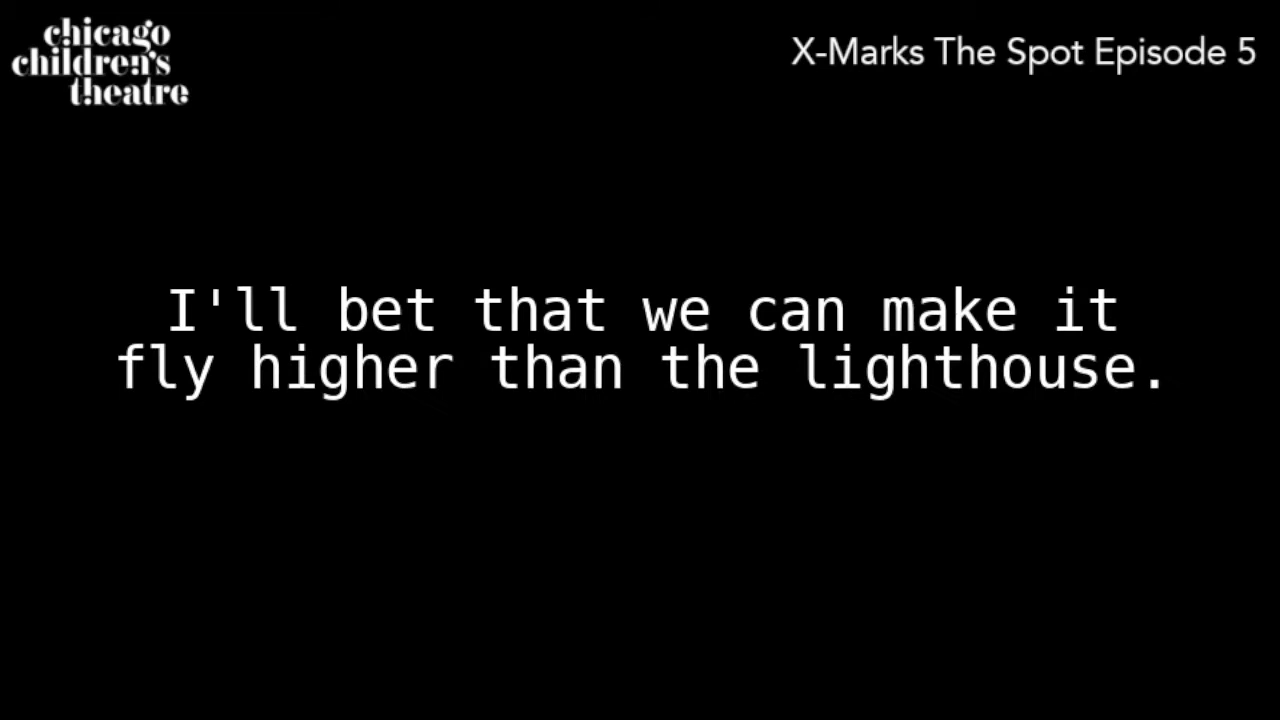 chicago
children's
theatre
X-Marks The Spot Episode 5
I'll bet that we can make it
fly higher than the lighthouse.